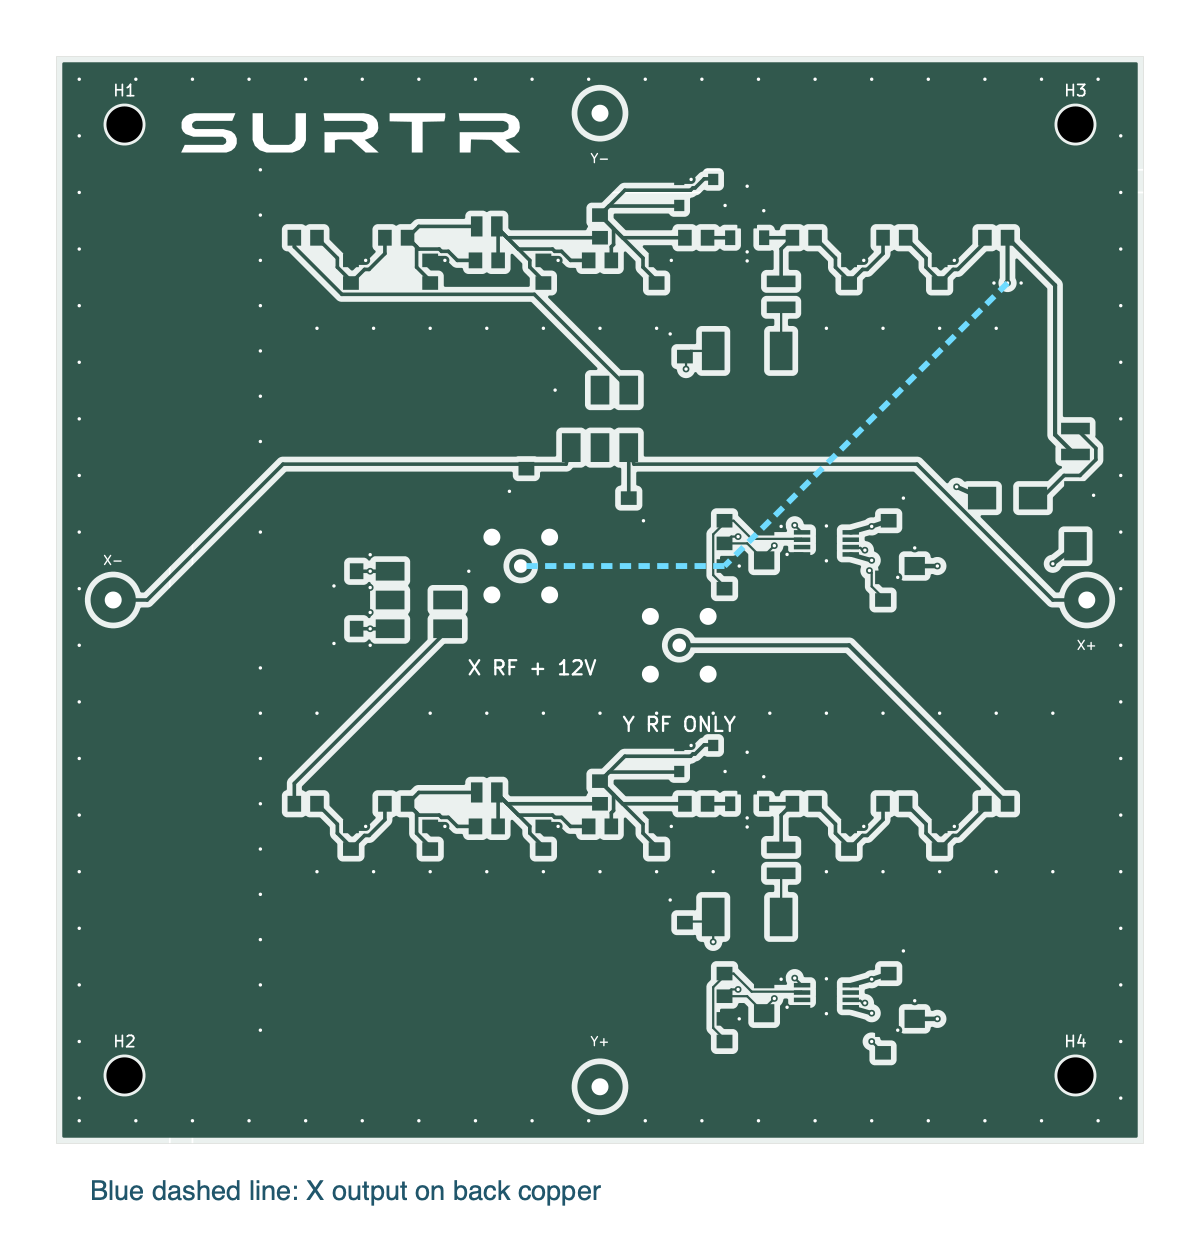 H1
H3
SURTR
Y-
X-
X+
X RF + 12V
Y RF ONLY
H2
Y+
H4
Blue dashed line: X output on back copper